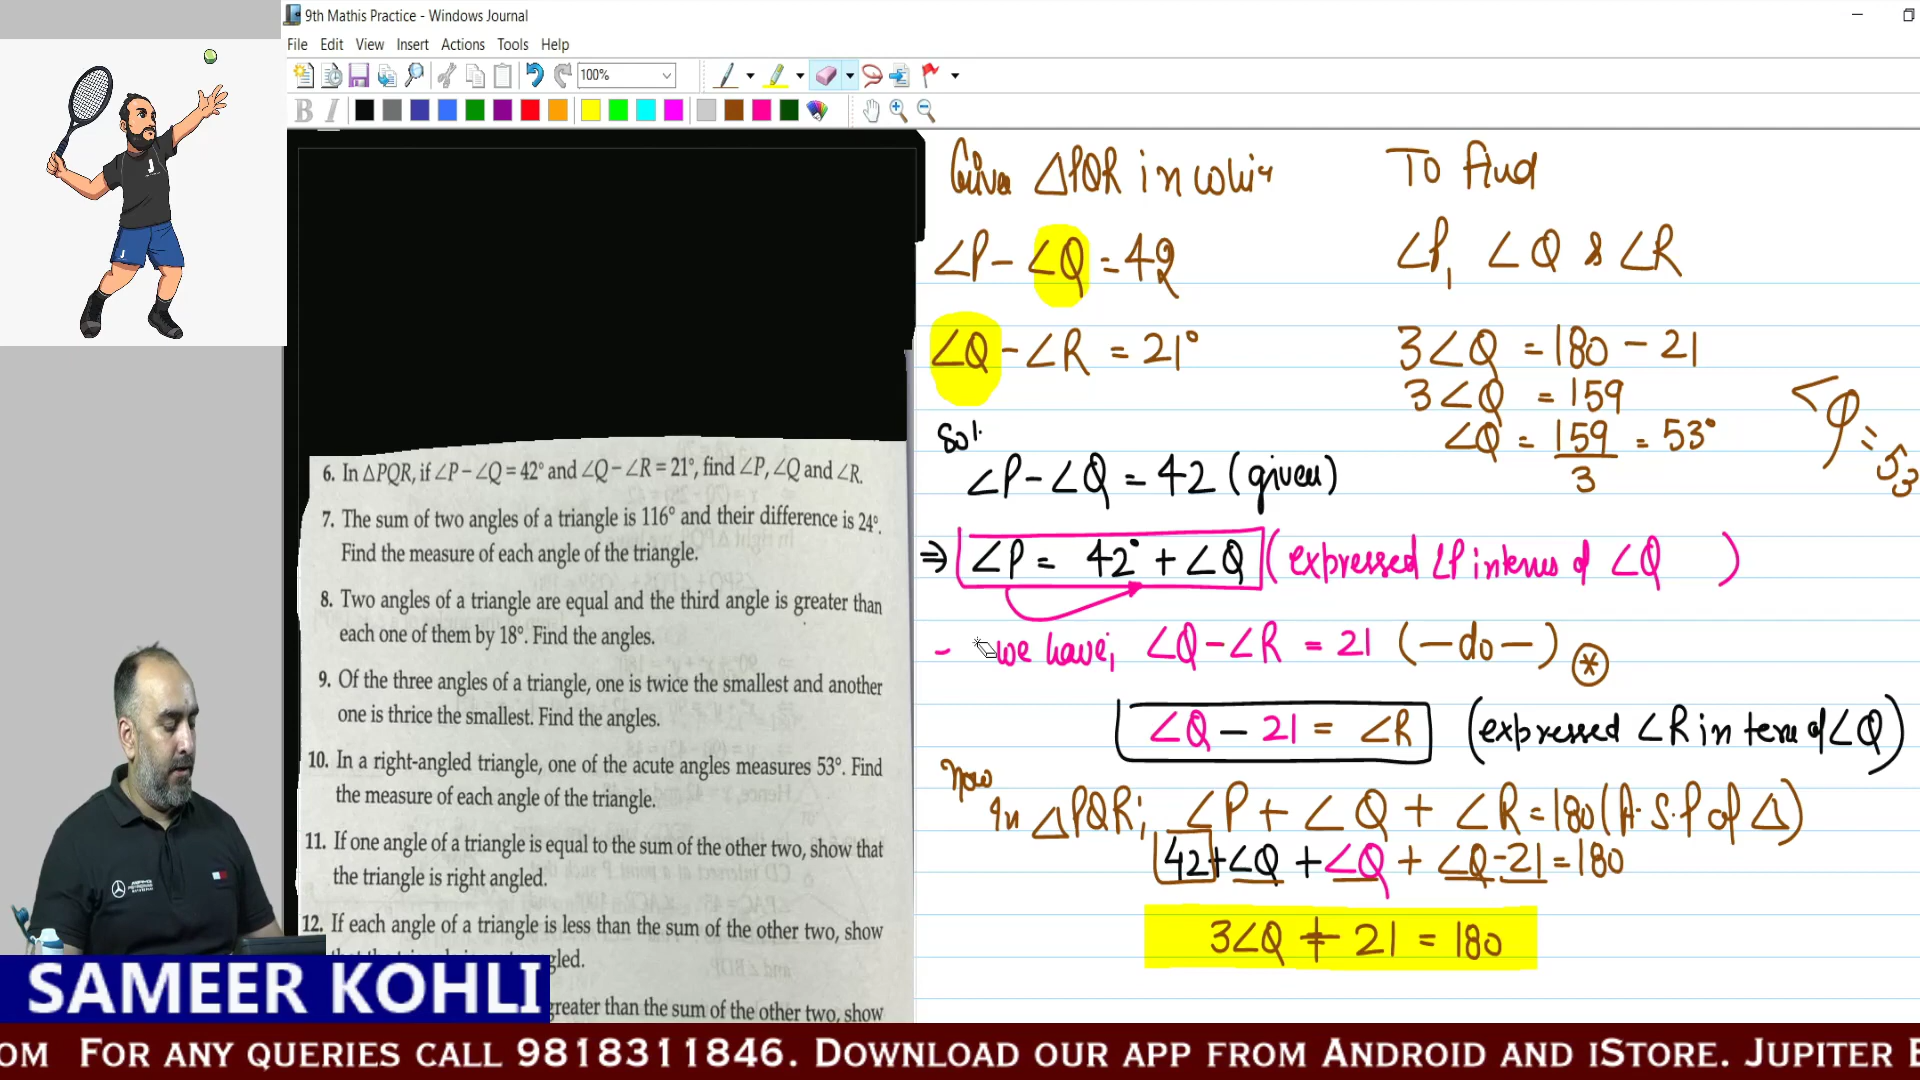 9th Mathis Practice - Windows Journal
File Edit View Insert Actions Tools Help
100%
6. In △PQR, if ∠P − ∠Q = 42° and ∠Q − ∠R = 21°, find ∠P, ∠Q and ∠R.
7. The sum of two angles of a triangle is 116° and their difference is 24°.
Find the measure of each angle of the triangle.
8. Two angles of a triangle are equal and the third angle is greater than
each one of them by 18°. Find the angles.
9. Of the three angles of a triangle, one is twice the smallest and another
one is thrice the smallest. Find the angles.
10. In a right-angled triangle, one of the acute angles measures 53°. Find
the measure of each angle of the triangle.
11. If one angle of a triangle is equal to the sum of the other two, show that
the triangle is right angled.
12. If each angle of a triangle is less than the sum of the other two, show
gled.
greater than the sum of the other two, show
Given △PQR in
∠P − ∠Q = 42
∠Q − ∠R = 21°
To find
∠P, ∠Q & ∠R
3∠Q = 180 − 21
3∠Q = 159
∠Q = 159/3 = 53°
= 53
Sol.
∠P − ∠Q = 42 (given)
⇒ ∠P = 42° + ∠Q (expressed ∠P in terms of ∠Q )
- we have; ∠Q − ∠R = 21 (−do−) *
∠Q − 21 = ∠R (expressed ∠R in term of ∠Q)
Now
In △PQR; ∠P + ∠Q + ∠R = 180 (A.S.P of △)
42 + ∠Q + ∠Q + ∠Q − 21 = 180
3∠Q + 21 = 180
SAMEER KOHLI
OM FOR ANY QUERIES CALL 9818311846. DOWNLOAD OUR APP FROM ANDROID AND ISTORE. JUPITER E